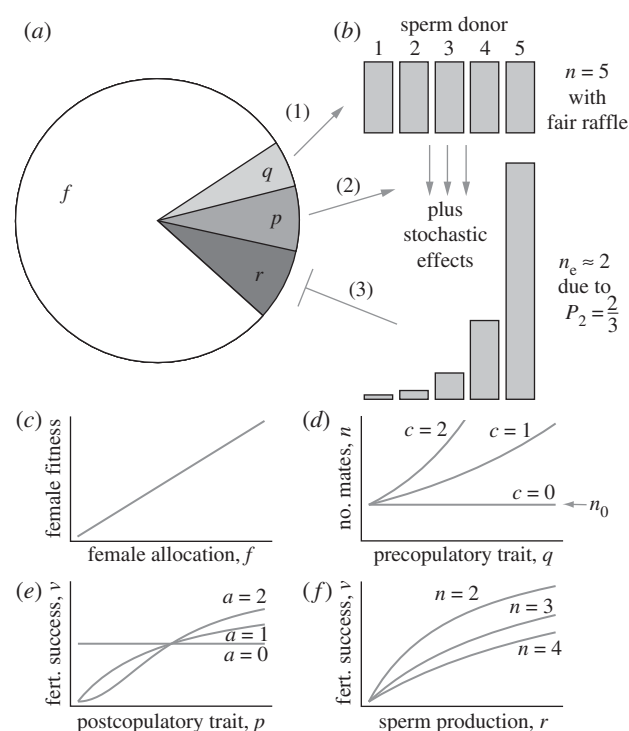 (a)
f
q
p
r
(1)
(2)
(3)
(b)
sperm donor
1 2 3 4 5
n = 5
with
fair raffle
plus
stochastic
effects
nₑ ≈ 2
due to
P₂ = 2/3
(c)
female fitness
female allocation, f
(d)
no. mates, n
c = 2
c = 1
c = 0
n₀
precopulatory trait, q
(e)
fert. success, v
a = 2
a = 1
a = 0
postcopulatory trait, p
(f)
fert. success, v
n = 2
n = 3
n = 4
sperm production, r